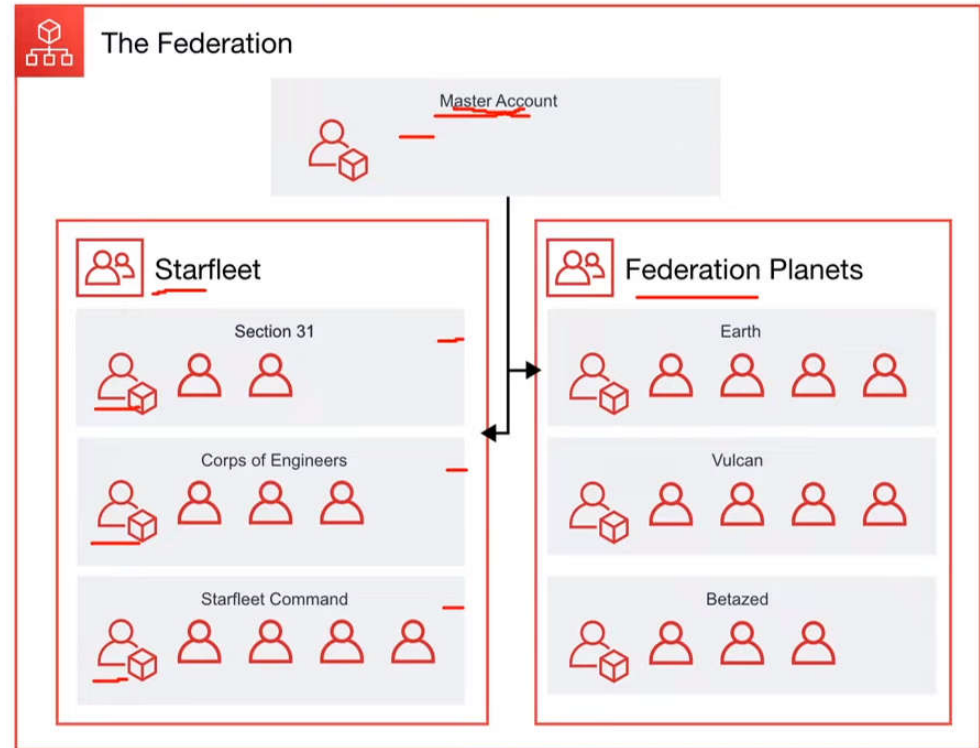 The Federation
Master Account
Starfleet
Section 31
Corps of Engineers
Starfleet Command
Federation Planets
Earth
Vulcan
Betazed